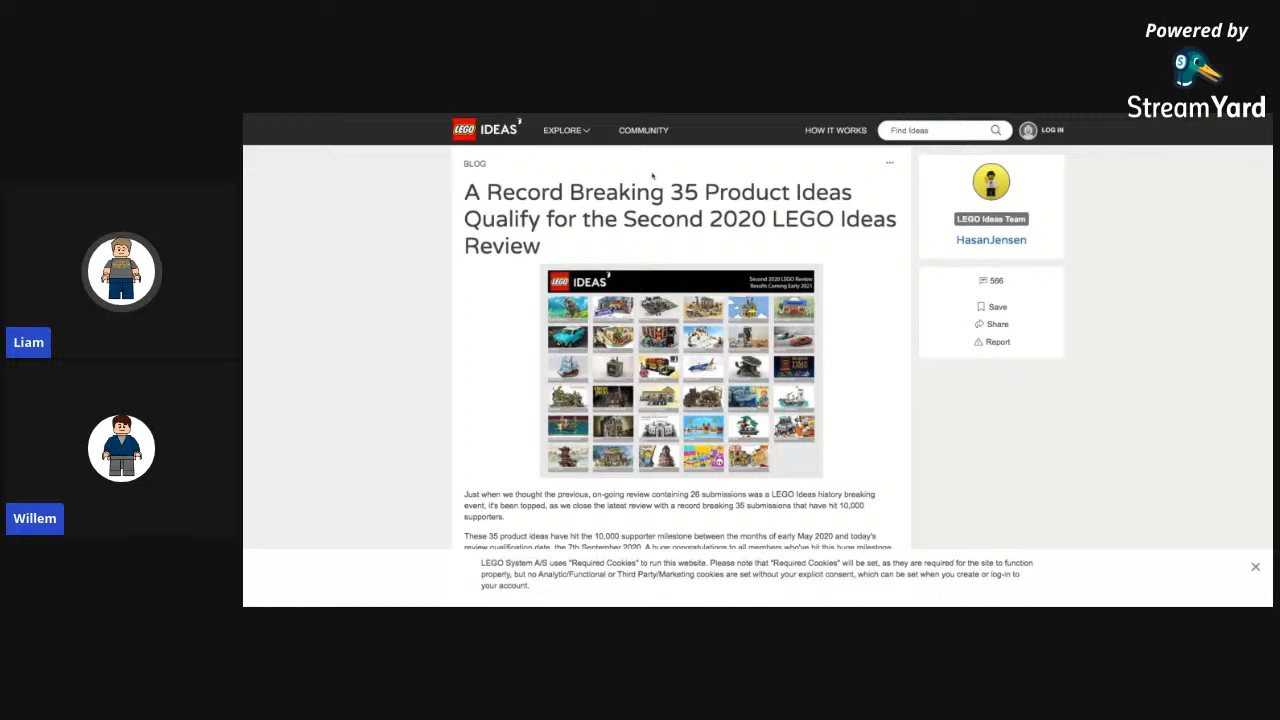 Powered by
StreamYard
LEGO IDEAS EXPLORE COMMUNITY HOW IT WORKS Find Ideas LOG IN
BLOG
A Record Breaking 35 Product Ideas
Qualify for the Second 2020 LEGO Ideas
Review
LEGO Ideas Team
HasanJensen
566
Save
Share
Report
LEGO IDEAS
Second 2020 LEGO Review
Results Coming Early 2021
Liam
Willem
Just when we thought the previous, on-going review containing 26 submissions was a LEGO Ideas history breaking
event, it's been topped, as we close the latest review with a record breaking 35 submissions that have hit 10,000
supporters.
These 35 product ideas have hit the 10,000 supporter milestone between the months of early May 2020 and today's
review qualification date, the 7th September 2020. A huge congratulations to all members who've hit this huge milestone
LEGO System A/S uses "Required Cookies" to run this website. Please note that "Required Cookies" will be set, as they are required for the site to function
properly, but no Analytic/Functional or Third Party/Marketing cookies are set without your explicit consent, which can be set when you create or log-in to
your account.